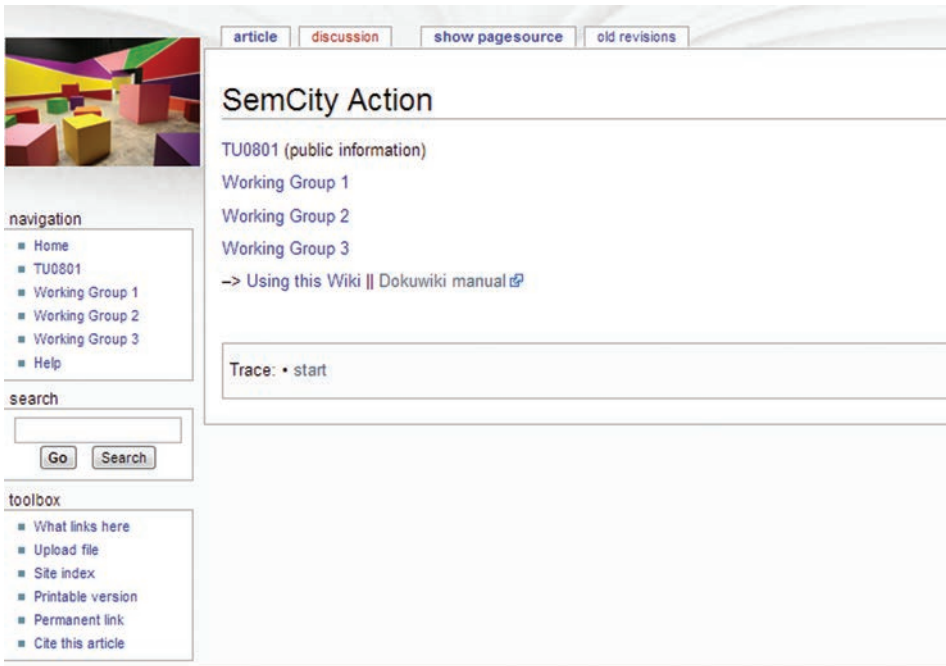 article discussion show pagesource old revisions
SemCity Action
TU0801 (public information)
Working Group 1
Working Group 2
Working Group 3
–> Using this Wiki || Dokuwiki manual
Trace: • start
navigation
Home
TU0801
Working Group 1
Working Group 2
Working Group 3
Help
search
Go Search
toolbox
What links here
Upload file
Site index
Printable version
Permanent link
Cite this article